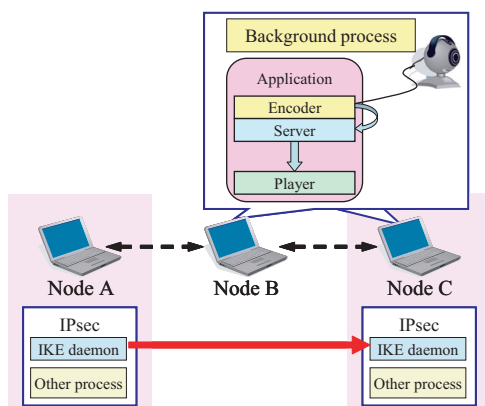 Background process
Application
Encoder
Server
Player
Node A
Node B
Node C
IPsec
IKE daemon
Other process
IPsec
IKE daemon
Other process